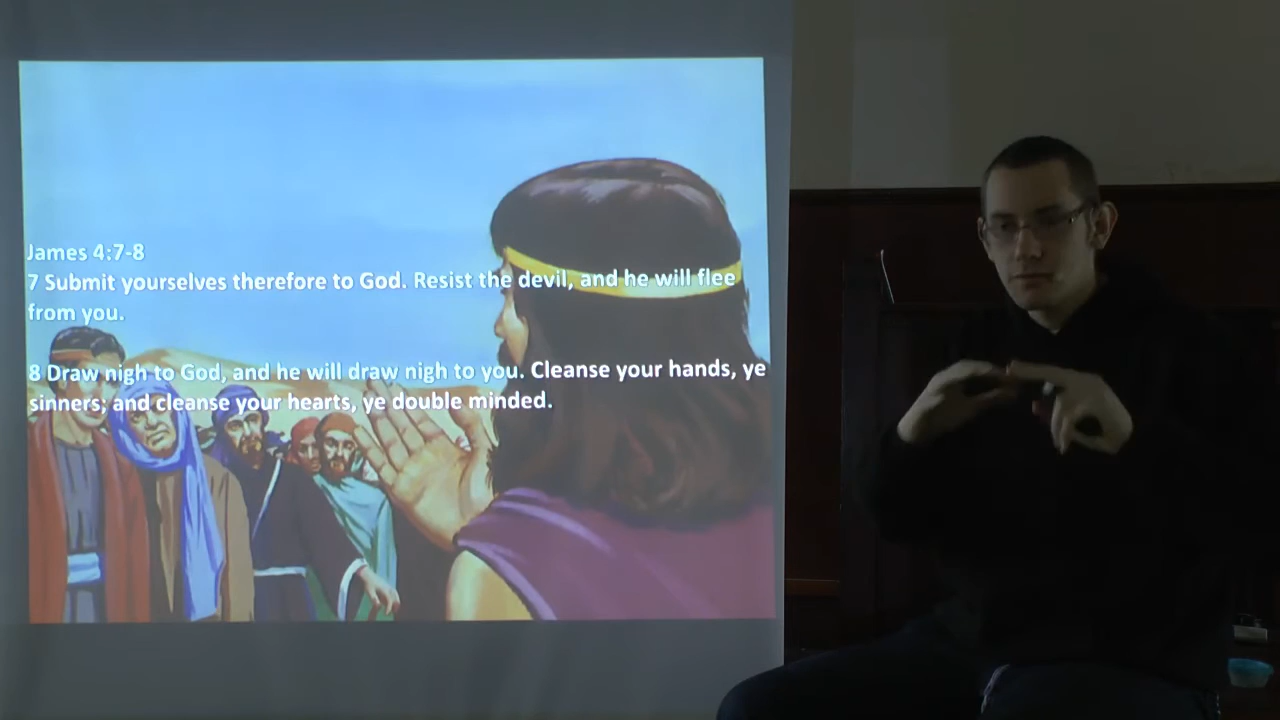 James 4:7-8
7 Submit yourselves therefore to God. Resist the devil, and he will flee
from you.
8 Draw nigh to God, and he will draw nigh to you. Cleanse your hands, ye
sinners; and cleanse your hearts, ye double minded.